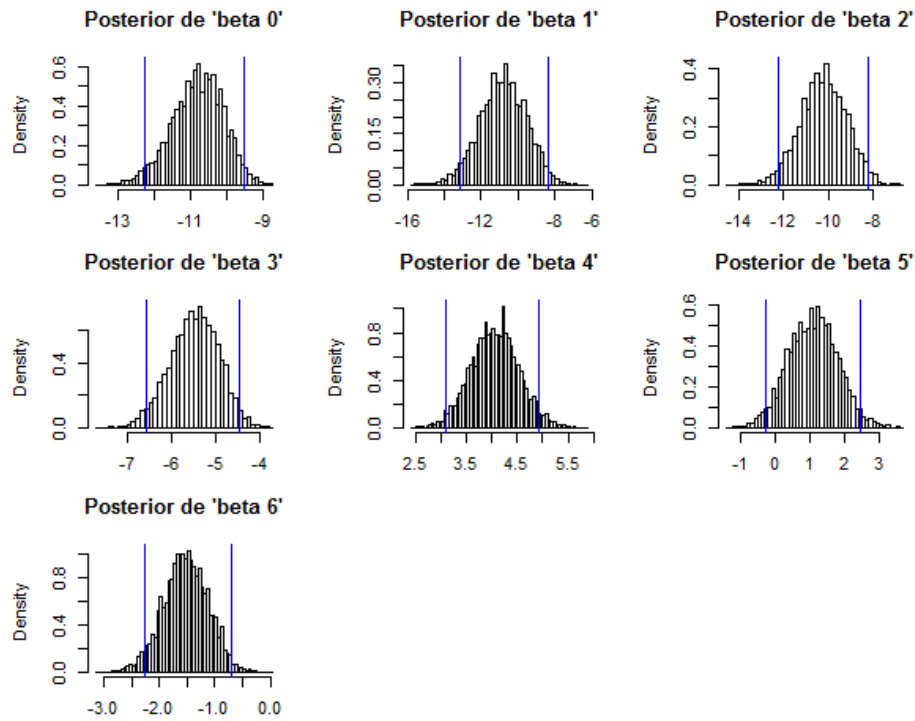 Posterior de 'beta 0'
Density
0.0 0.2 0.4 0.6
-13 -11 -9
Posterior de 'beta 1'
Density
0.00 0.15 0.30
-16 -12 -8 -6
Posterior de 'beta 2'
Density
0.0 0.2 0.4
-14 -12 -10 -8
Posterior de 'beta 3'
Density
0.0 0.4
-7 -6 -5 -4
Posterior de 'beta 4'
Density
0.0 0.4 0.8
2.5 3.5 4.5 5.5
Posterior de 'beta 5'
Density
0.0 0.2 0.4 0.6
-1 0 1 2 3
Posterior de 'beta 6'
Density
0.0 0.4 0.8
-3.0 -2.0 -1.0 0.0